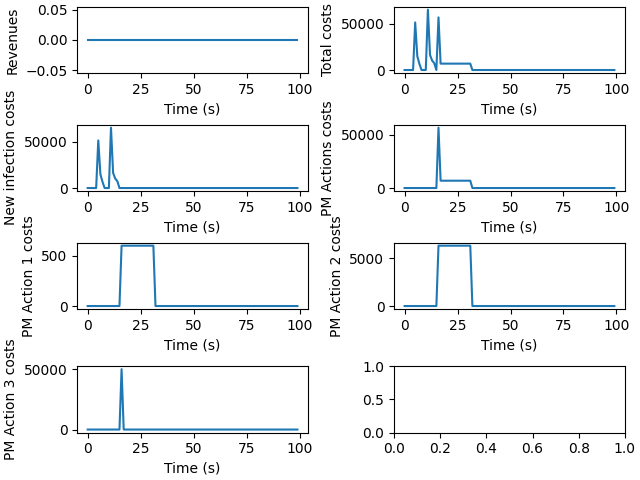 Revenues
0.05
0.00
−0.05
0 25 50 75 100
Time (s)
Total costs
50000
0
0 25 50 75 100
Time (s)
New infection costs
50000
0
0 25 50 75 100
Time (s)
PM Actions costs
50000
0
0 25 50 75 100
Time (s)
PM Action 1 costs
500
0
0 25 50 75 100
Time (s)
PM Action 2 costs
5000
0
0 25 50 75 100
Time (s)
PM Action 3 costs
50000
0
0 25 50 75 100
Time (s)
1.0
0.5
0.0
0.0 0.2 0.4 0.6 0.8 1.0